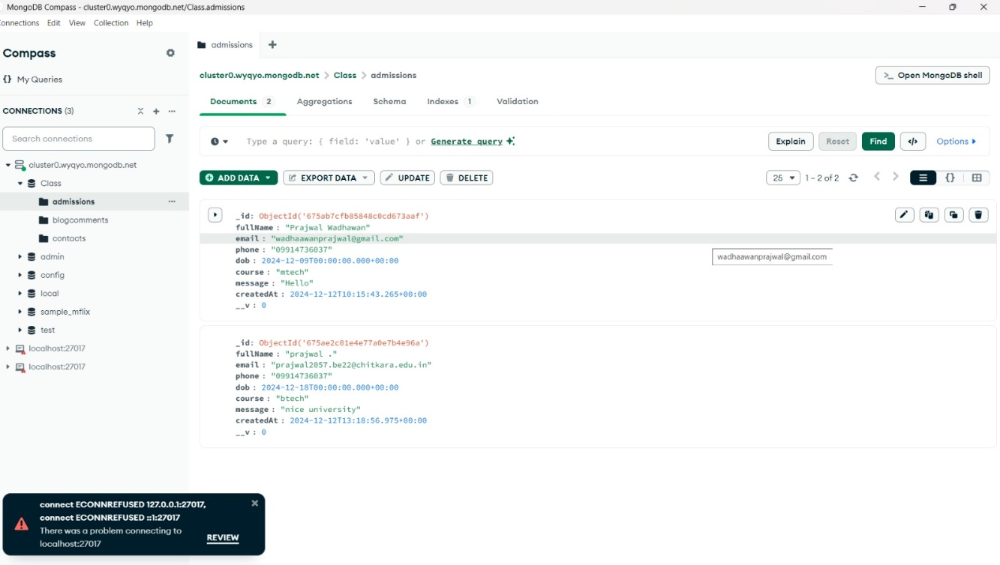 MongoDB Compass - cluster0.wyqyo.mongodb.net/Class.admissions
onnections Edit View Collection Help
Compass
{} My Queries
CONNECTIONS (3)
Search connections
cluster0.wyqyo.mongodb.net
Class
admissions
blogcomments
contacts
admin
config
local
sample_mflix
test
localhost:27017
localhost:27017
admissions
cluster0.wyqyo.mongodb.net > Class > admissions
>_ Open MongoDB shell
Documents 2 Aggregations Schema Indexes 1 Validation
Type a query: { field: 'value' } or Generate query
Explain Reset Find </> Options
ADD DATA EXPORT DATA UPDATE DELETE
25 1 – 2 of 2 {}
_id: ObjectId('675ab7cfb85848c0cd673aaf')
fullName : "Prajwal Wadhawan"
email : "wadhaawanprajwal@gmail.com"
phone : "09914736037"
wadhaawanprajwal@gmail.com
dob : 2024-12-09T00:00:00.000+00:00
course : "mtech"
message : "Hello"
createdAt : 2024-12-12T10:15:43.265+00:00
__v : 0
_id: ObjectId('675ae2c01e4e77a0e7b4e96a')
fullName : "prajwal ."
email : "prajwal2057.be22@chitkara.edu.in"
phone : "09914736037"
dob : 2024-12-18T00:00:00.000+00:00
course : "btech"
message : "nice university"
createdAt : 2024-12-12T13:18:56.975+00:00
__v : 0
connect ECONNREFUSED 127.0.0.1:27017,
connect ECONNREFUSED ::1:27017
There was a problem connecting to
localhost:27017
REVIEW